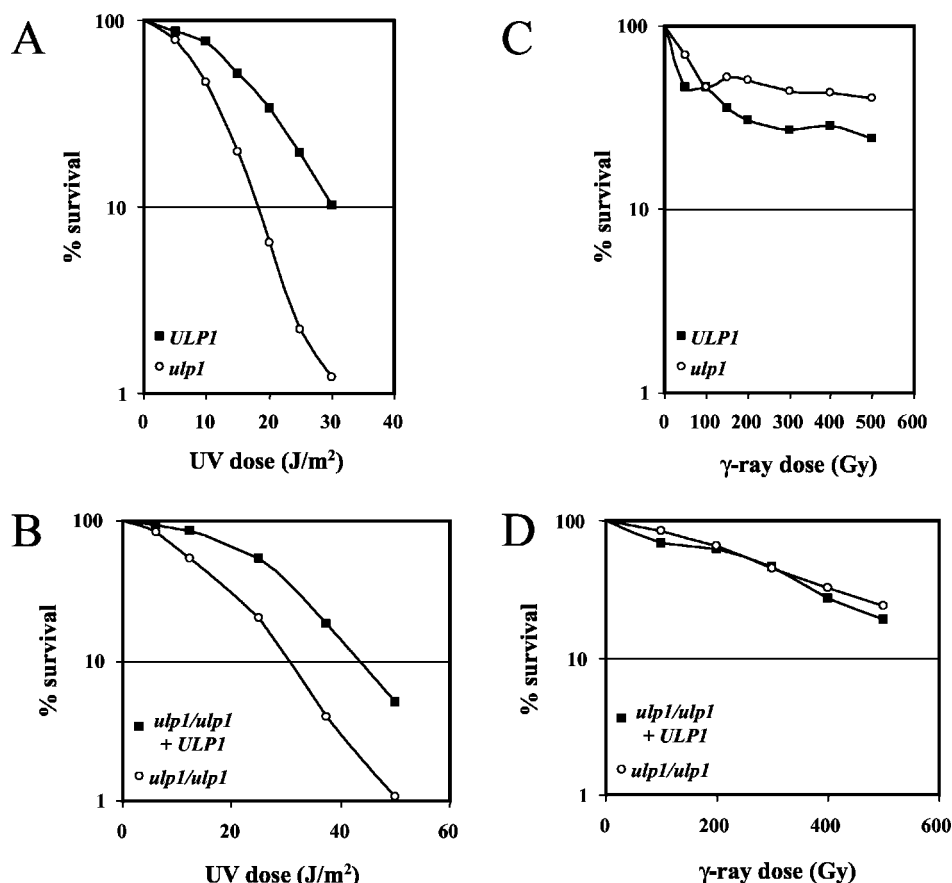 A
100
10
1
% survival
ULP1
ulp1
0 10 20 30 40
UV dose (J/m²)
C
100
10
1
% survival
ULP1
ulp1
0 100 200 300 400 500 600
γ-ray dose (Gy)
B
100
10
1
% survival
ulp1/ulp1
+ ULP1
ulp1/ulp1
0 20 40 60
UV dose (J/m²)
D
100
10
1
% survival
ulp1/ulp1
+ ULP1
ulp1/ulp1
0 200 400 600
γ-ray dose (Gy)